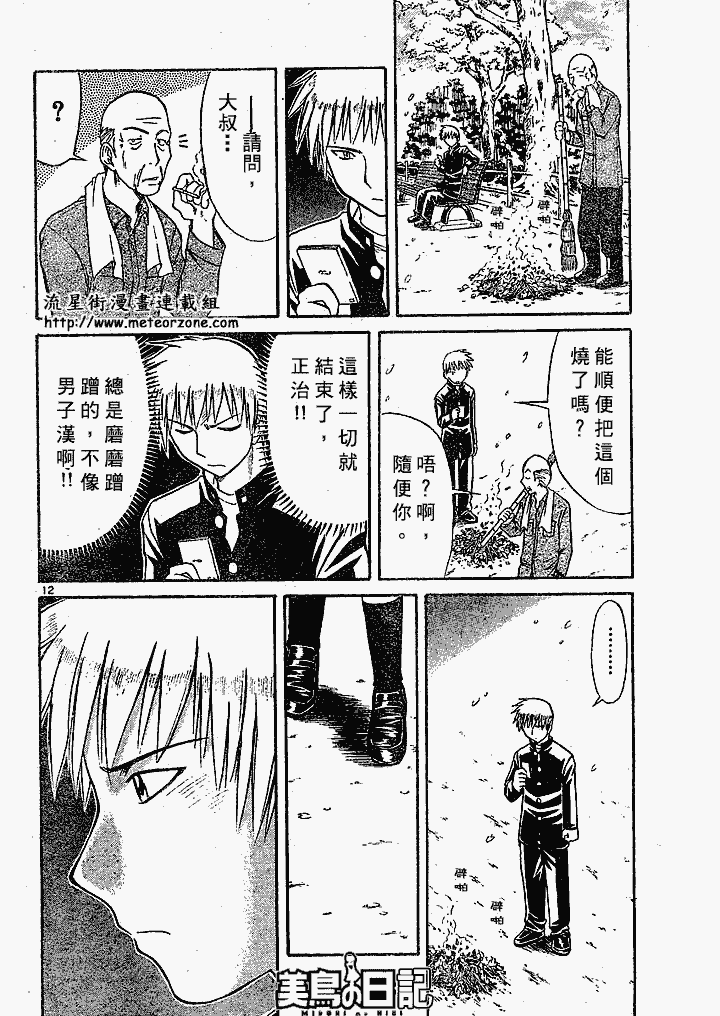 劈
啪
劈
啪
——請問，
大叔⋯
？
流星街漫畫連載組
http://www.meteorzone.com
能順便把這個
燒了嗎？
唔？啊，
隨便你。
這樣一切就
結束了，
正治!!
總是磨磨蹭
蹭的，不像
男子漢啊!!
12
⋯⋯
劈
啪
劈
啪
美鳥の日記
MIDORI no HIBI